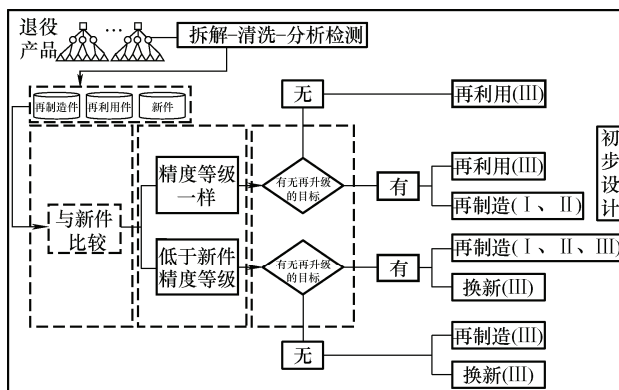 退役
产品
…
拆解-清洗-分析检测
再制造件
再利用件
新件
无
再利用(III)
与新件
比较
精度等级
一样
有无再升级
的目标
有
再利用(III)
再制造(I、II)
初
步
设
计
低于新件
精度等级
有无再升级
的目标
有
再制造(I、II、III)
换新(III)
无
再制造(III)
换新(III)